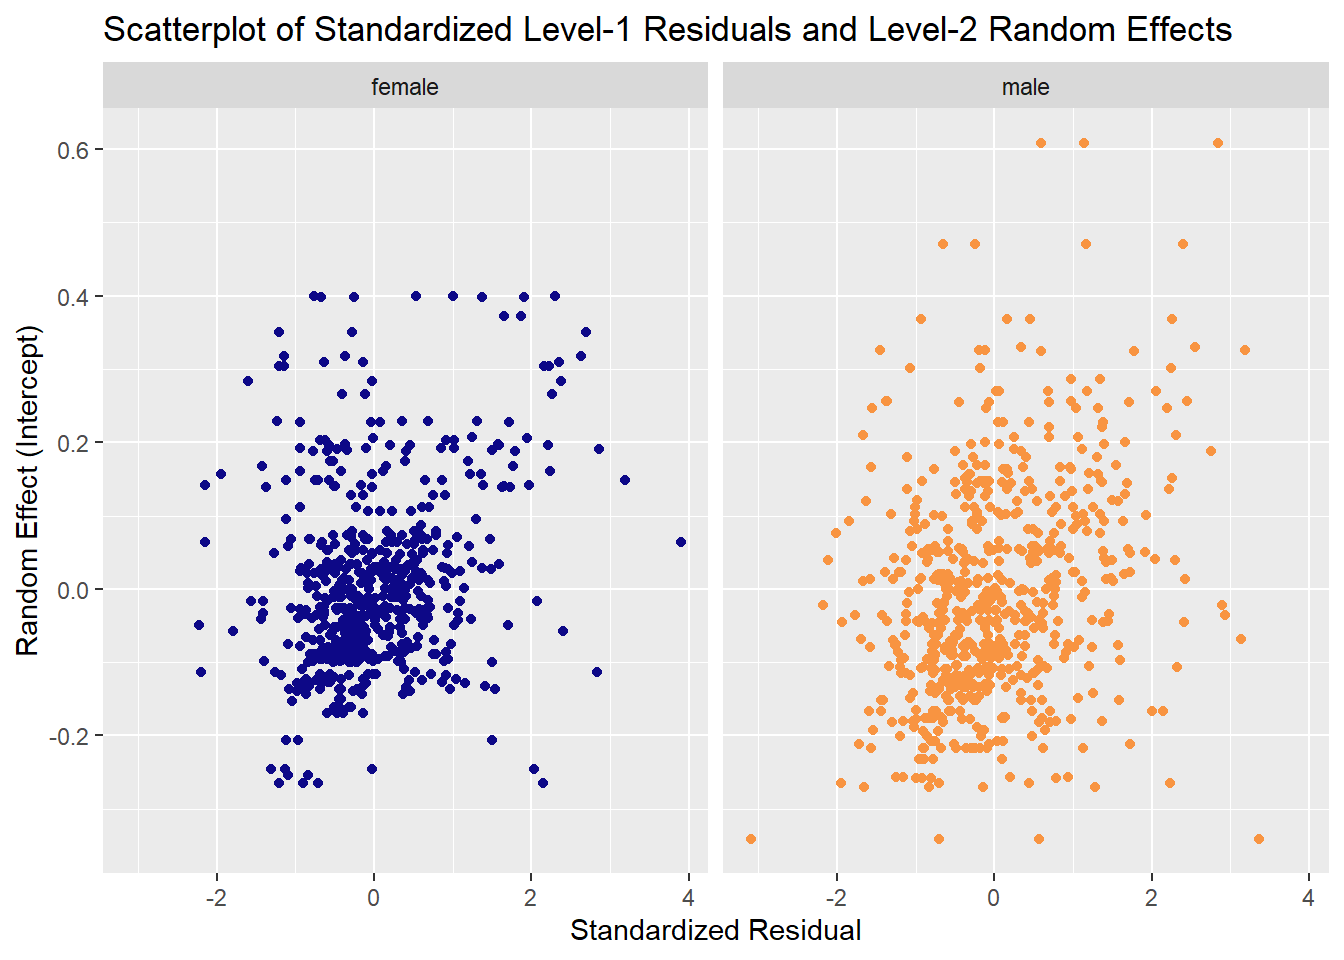 Scatterplot of Standardized Level-1 Residuals and Level-2 Random Effects
female
male
Random Effect (Intercept)
0.6
0.4
0.2
0.0
-0.2
-2 0 2 4
-2 0 2 4
Standardized Residual